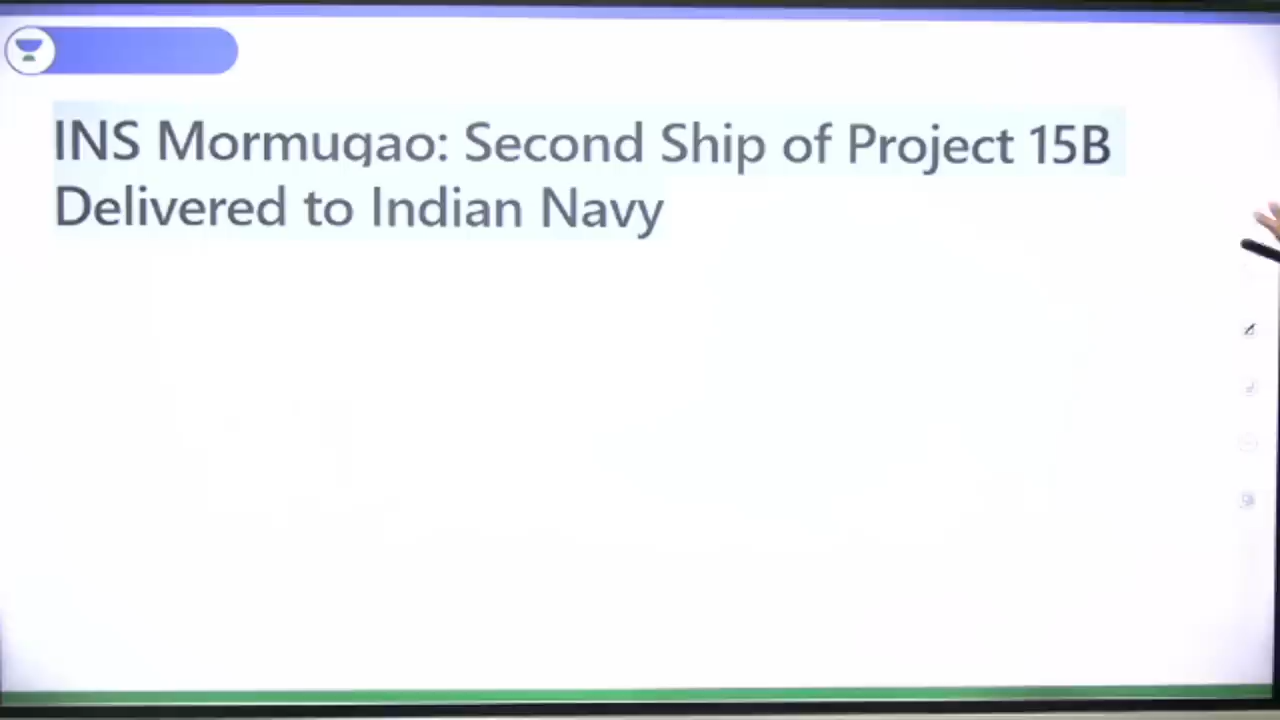 INS Mormugao: Second Ship of Project 15B
Delivered to Indian Navy